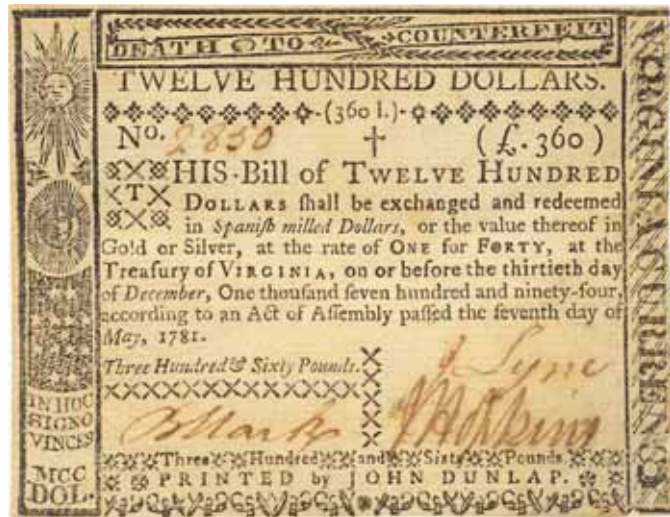 DEATH TO COUNTERFEIT
TWELVE HUNDRED DOLLARS.
(360 l.)
No. 2850 (£. 360)
THIS Bill of TWELVE HUNDRED
DOLLARS ſhall be exchanged and redeemed
in Spaniſh milled Dollars, or the value thereof in
Gold or Silver, at the rate of ONE for FORTY, at the
Treaſury of VIRGINIA, on or before the thirtieth day
of December, One thouſand ſeven hundred and ninety-four,
according to an Act of Aſſembly paſſed the ſeventh day of
May, 1781.
Three Hundred & Sixty Pounds.
J Lyne
J Hopkins
Three Hundred and Sixty Pounds.
PRINTED by JOHN DUNLAP.
IN HOC
SIGNO
VINCES
MCC
DOL.
VIRGINIA CURRENCY